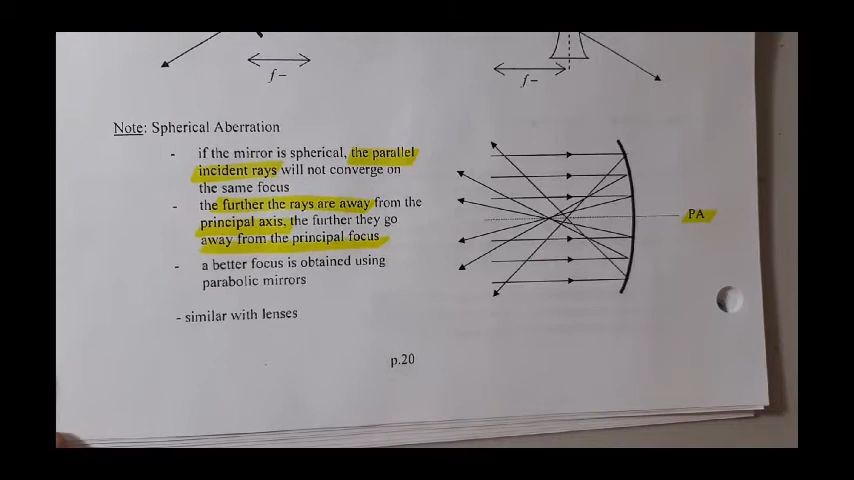 f-
f-
Note: Spherical Aberration
- if the mirror is spherical, the parallel
incident rays will not converge on
the same focus
- the further the rays are away from the
principal axis, the further they go
away from the principal focus
- a better focus is obtained using
parabolic mirrors
- similar with lenses
PA
p.20